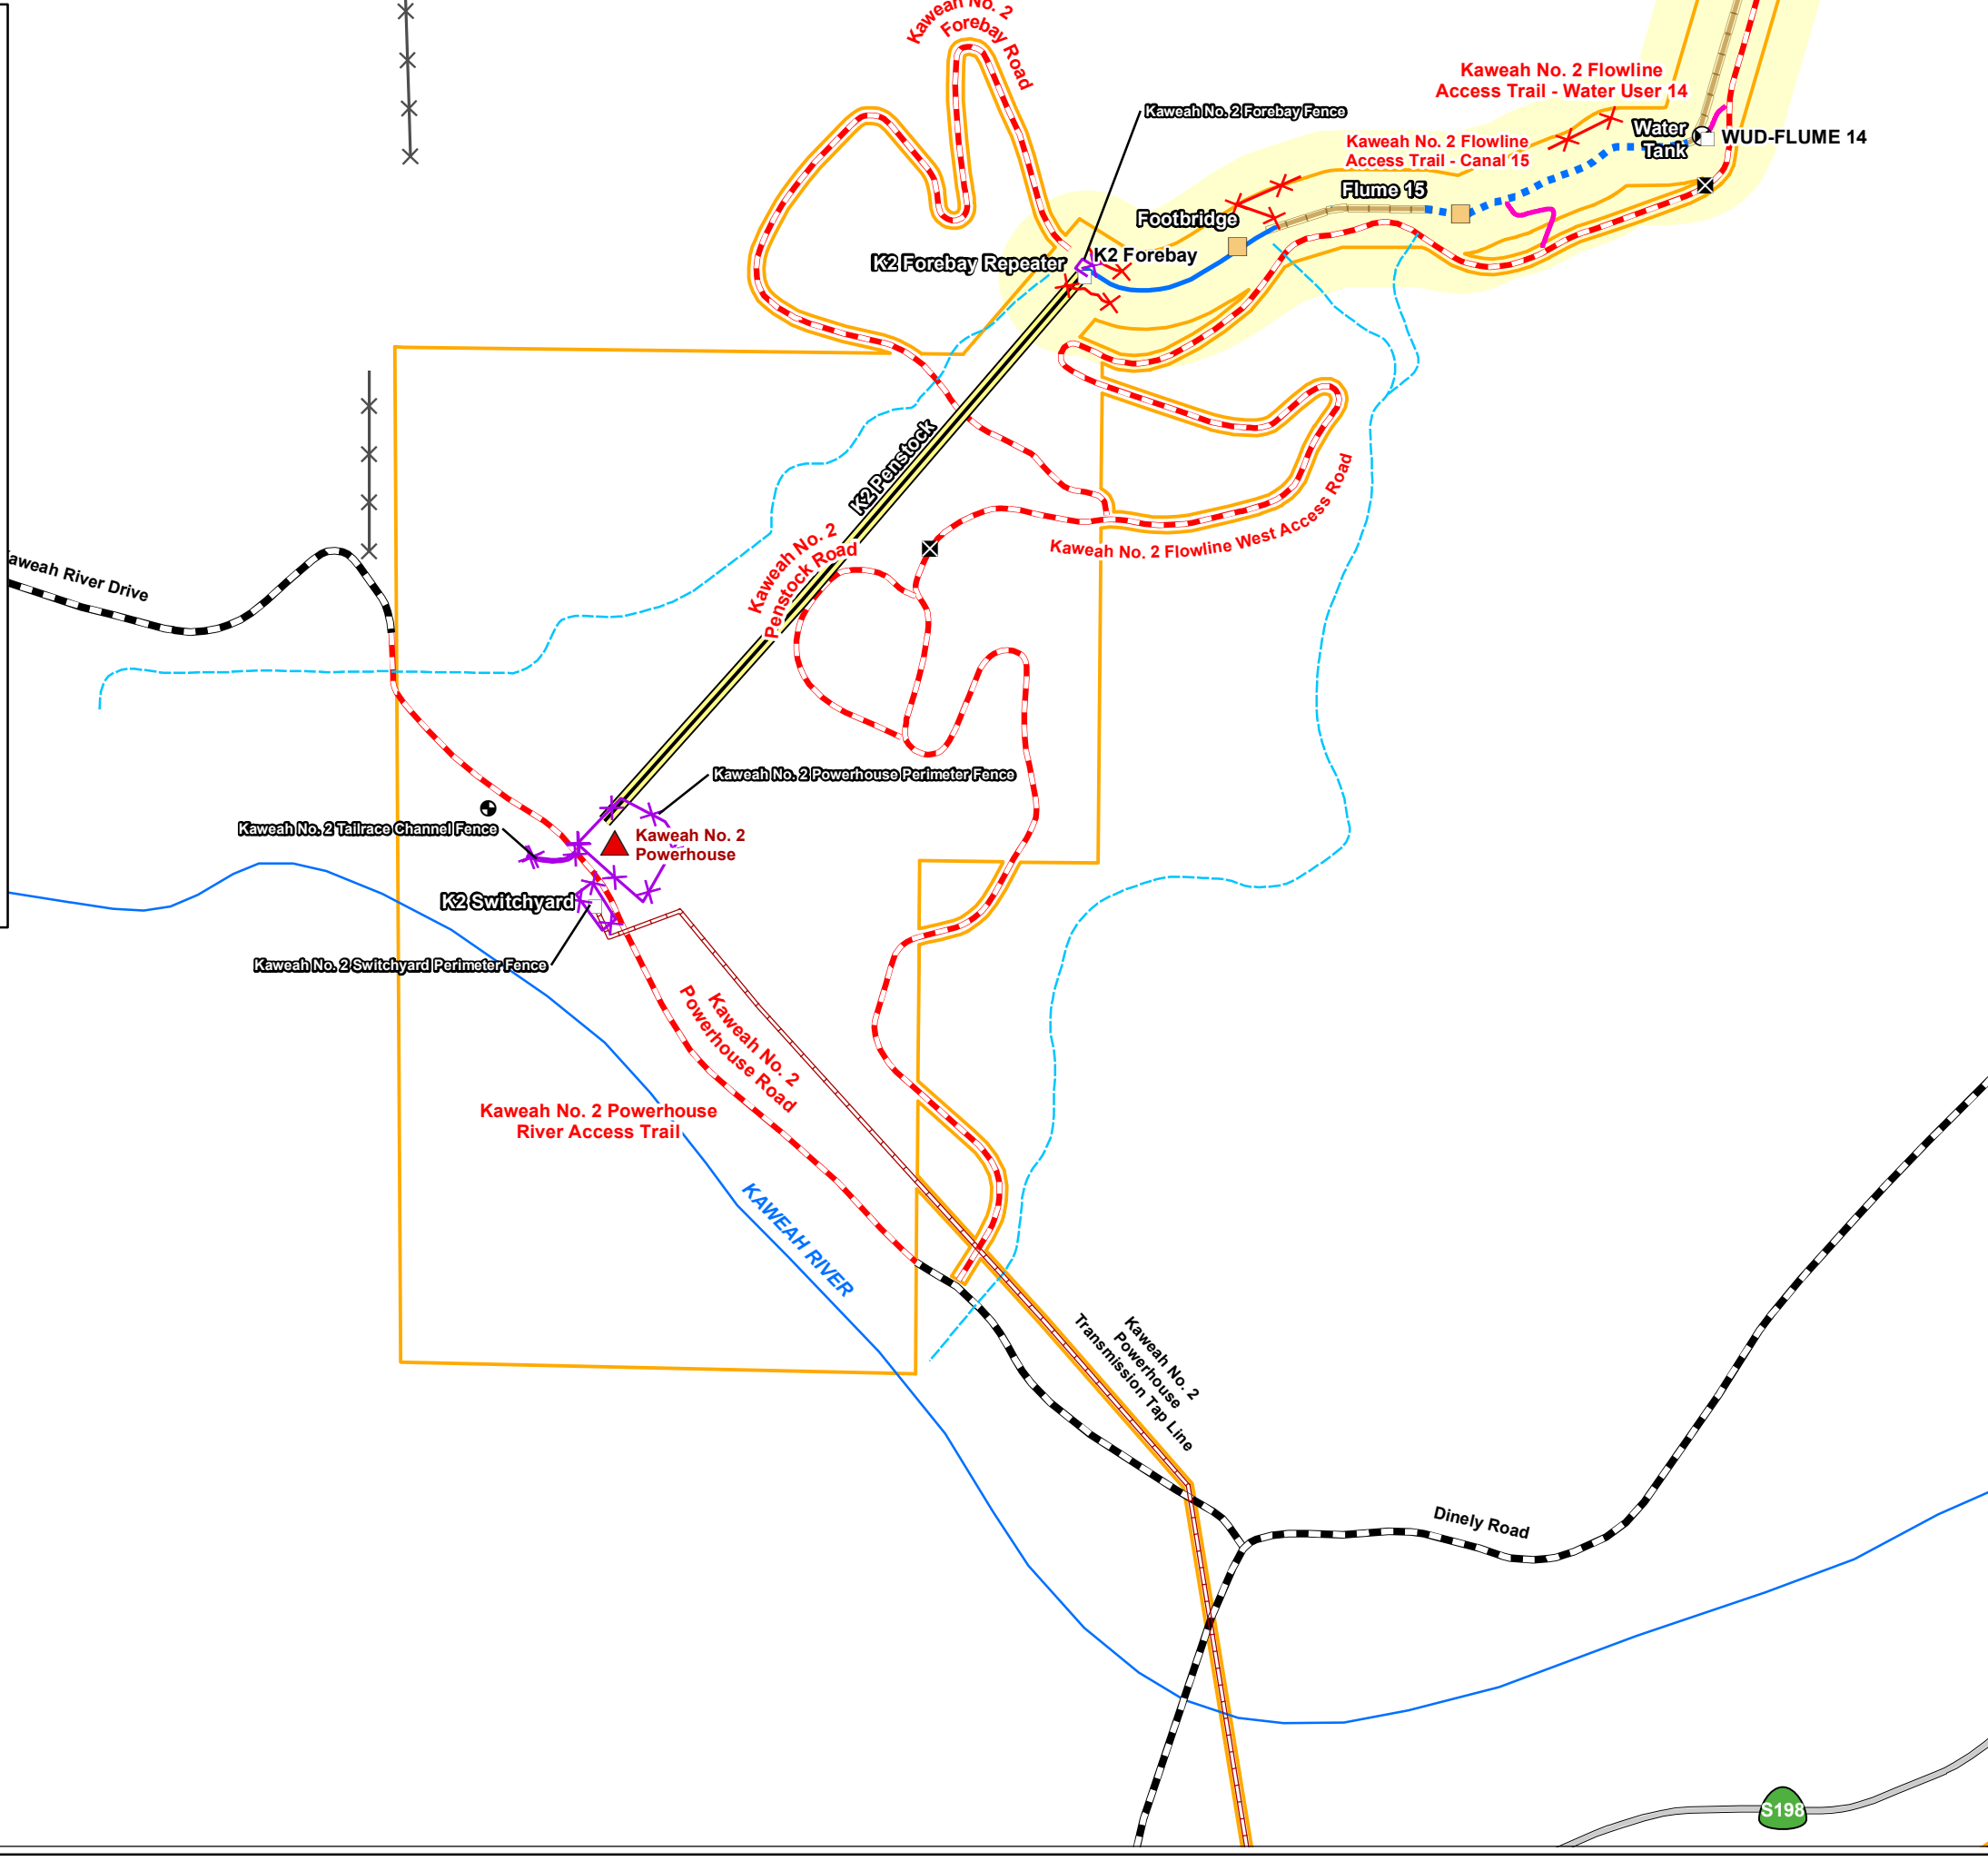 Kaweah No. 2
Forebay Road
Kaweah No. 2 Forebay Fence
Kaweah No. 2 Flowline
Access Trail - Water User 14
Kaweah No. 2 Flowline
Access Trail - Canal 15
Water
Tank
WUD-FLUME 14
Flume 15
Footbridge
K2 Forebay
K2 Forebay Repeater
K2 Penstock
Kaweah No. 2
Penstock Road
Kaweah No. 2 Flowline West Access Road
aweah River Drive
Kaweah No. 2 Powerhouse Perimeter Fence
Kaweah No. 2 Tailrace Channel Fence
Kaweah No. 2
Powerhouse
K2 Switchyard
Kaweah No. 2 Switchyard Perimeter Fence
Kaweah No. 2
Powerhouse Road
Kaweah No. 2 Powerhouse
River Access Trail
KAWEAH RIVER
Kaweah No. 2
Powerhouse
Transmission Tap Line
Dinely Road
S198